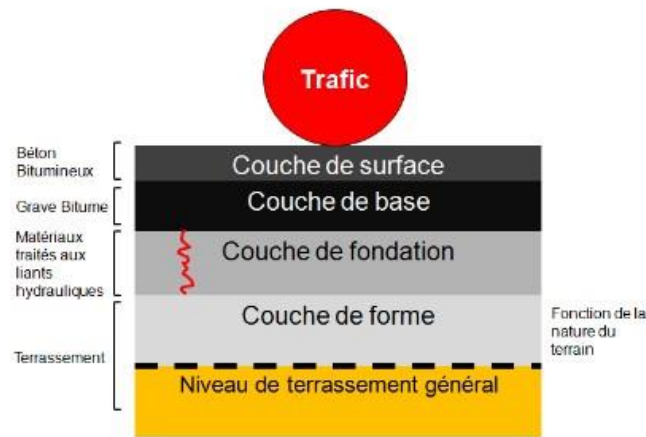 Trafic
Béton
Bitumineux
Couche de surface
Grave Bitume
Couche de base
Matériaux
traités aux
liants
hydrauliques
Couche de fondation
Couche de forme
Fonction de la
nature du
terrain
Terrassement
Niveau de terrassement général